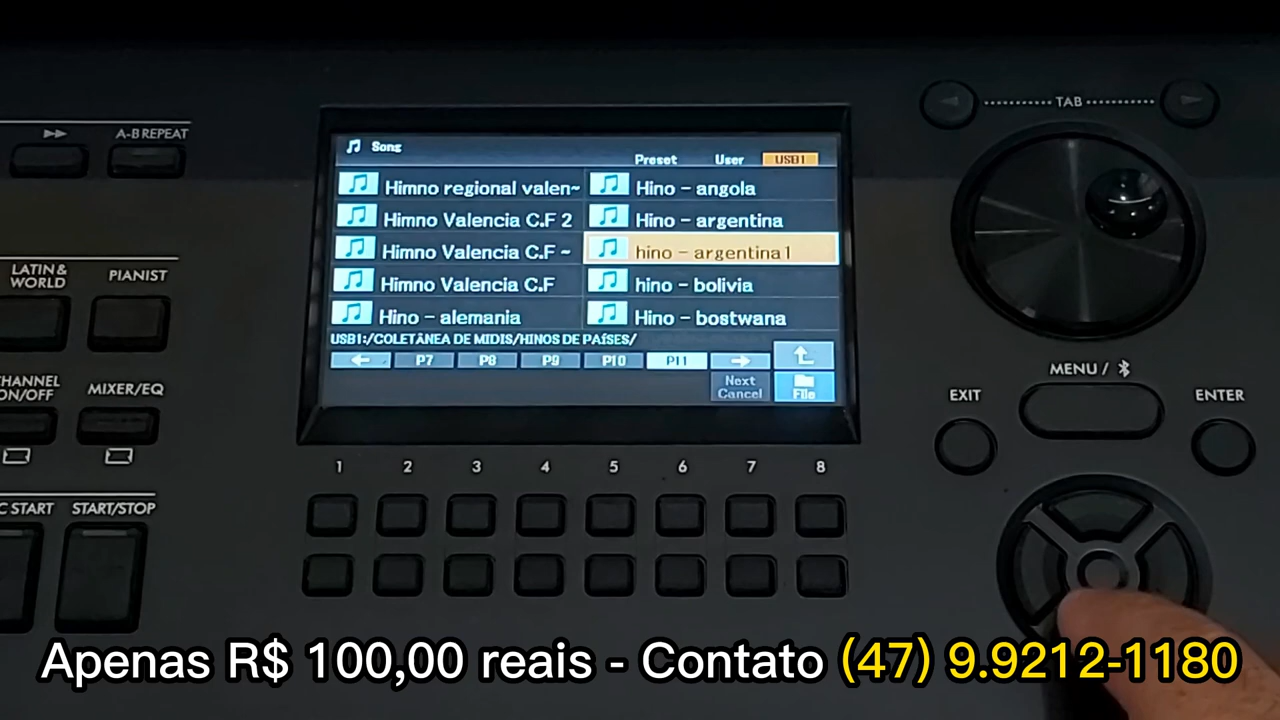 TAB
A-B REPEAT
Song
Preset User USB1
Himno regional valen~
Hino - angola
Himno Valencia C.F 2
Hino - argentina
Himno Valencia C.F ~
hino - argentina1
Himno Valencia C.F
hino - bolivia
Hino - alemania
Hino - bostwana
USB1:/COLETâNEA DE MIDIS/HINOS DE PAíSES/
P7 P8 P9 P10 P11
Next
Cancel
File
LATIN &
WORLD
PIANIST
CHANNEL
ON/OFF
MIXER/EQ
MENU /
EXIT
ENTER
1 2 3 4 5 6 7 8
C START
START/STOP
Apenas R$ 100,00 reais - Contato (47) 9.9212-1180